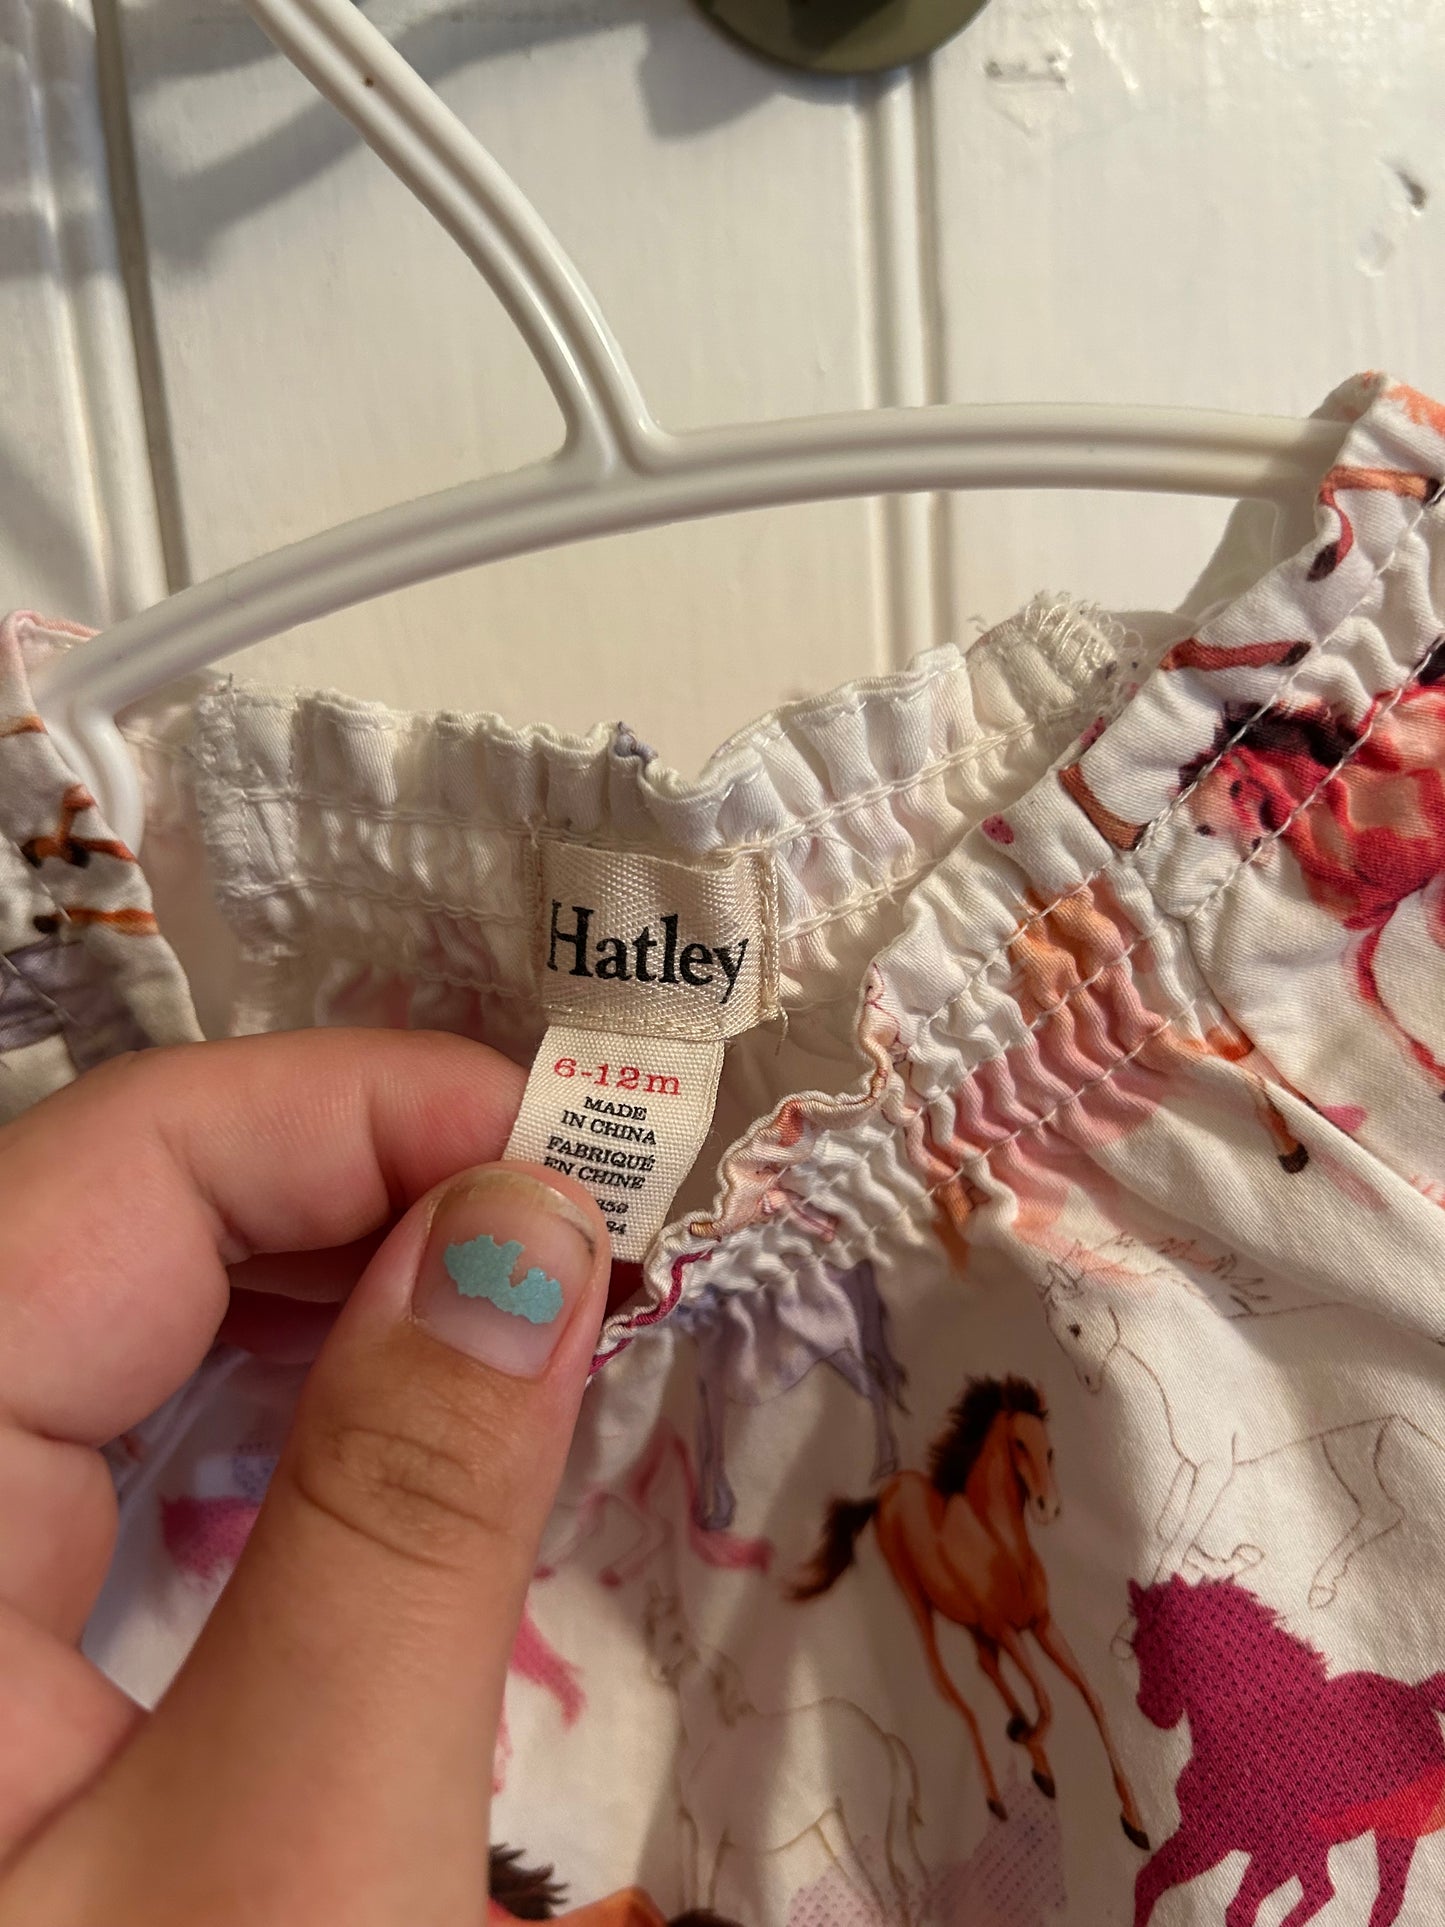 Hatley
6-12m
MADE
IN CHINA
FABRIQUÉ
EN CHINE